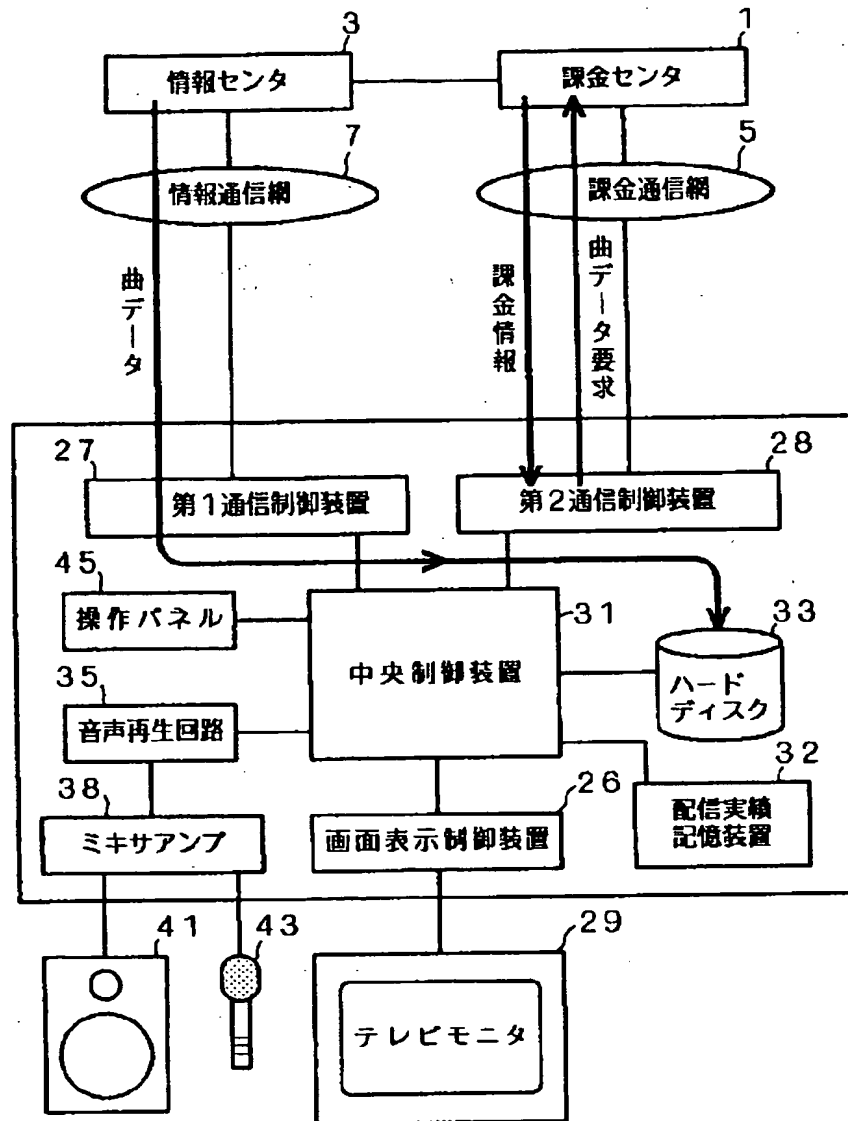 3
1
情報センタ
課金センタ
7
5
情報通信網
課金通信網
曲データ
課金情報
曲データ要求
27
28
第1通信制御装置
第2通信制御装置
45
31
33
操作パネル
中央制御装置
ハード
ディスク
35
音声再生回路
32
38
26
配信実績
記憶装置
ミキサアンプ
画面表示制御装置
41
43
29
テレビモニタ